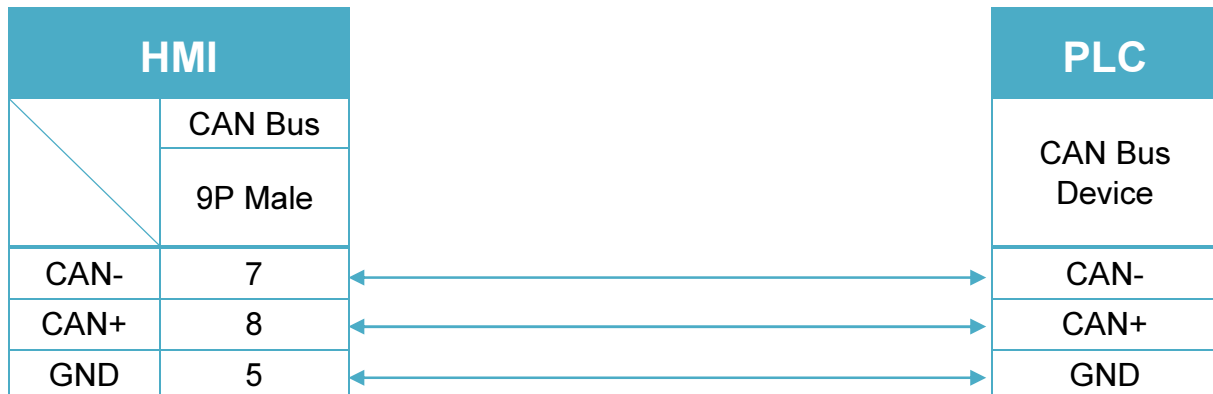 HMI
PLC
CAN Bus
9P Male
CAN Bus
Device
CAN- 7 CAN-
CAN+ 8 CAN+
GND 5 GND